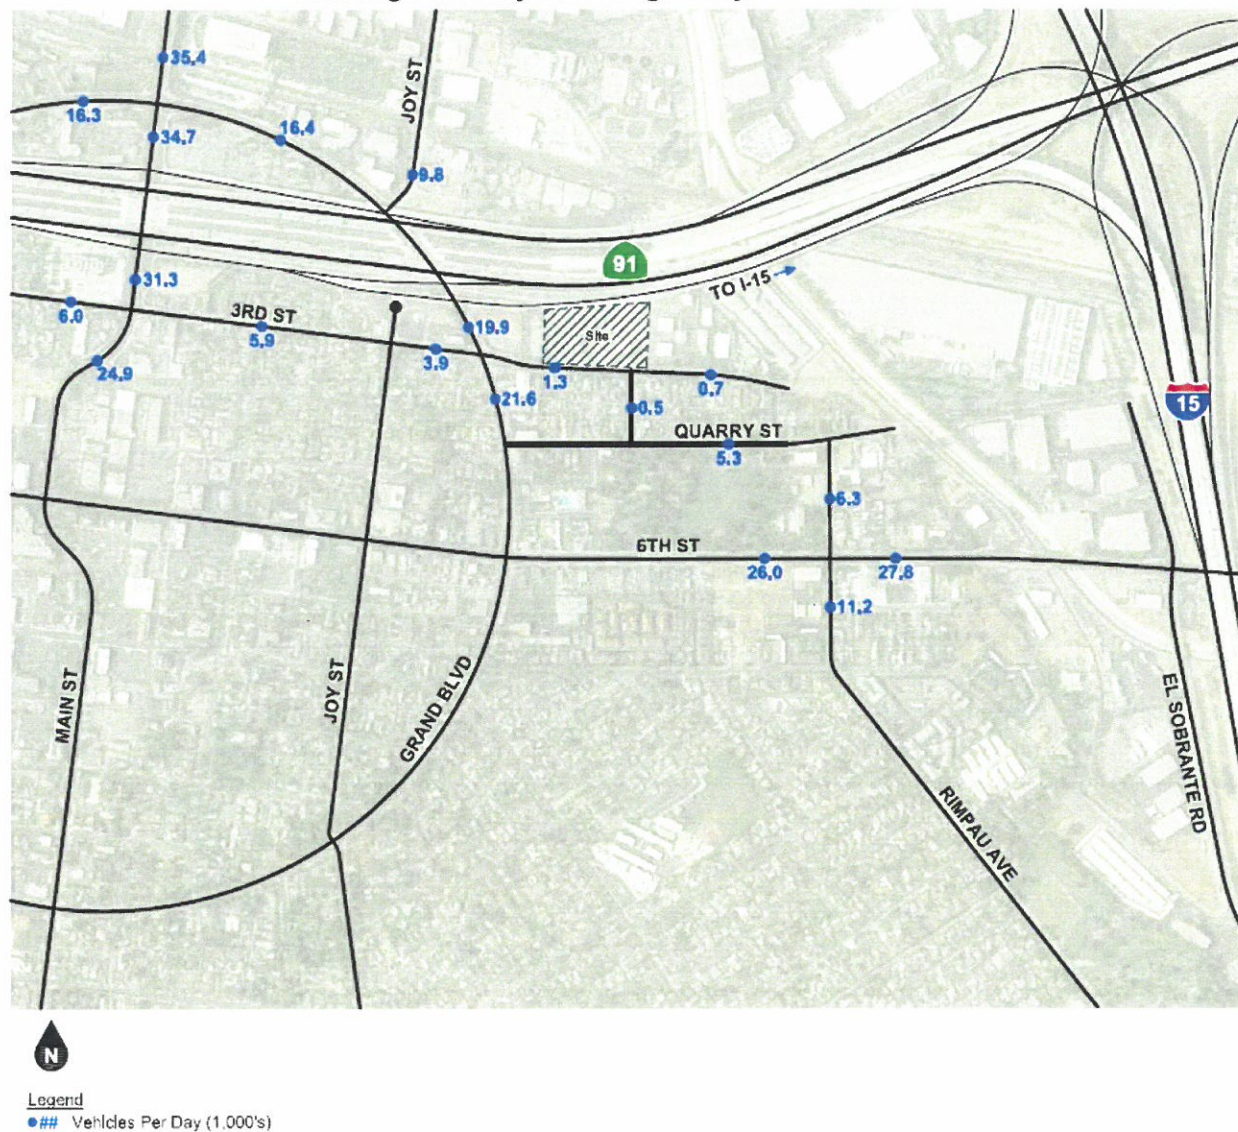 35.4
JOY ST
16.3
16.4
34.7
9.8
91
TO I-15
31.3
6.0
3RD ST
5.9
19.9
Site
3.9
1.3
0.7
24.9
21.6
0.5
15
QUARRY ST
5.3
6.3
6TH ST
26.0
27.8
11.2
MAIN ST
JOY ST
GRAND BLVD
EL SOBRANTE RD
RIMPAU AVE
N
Legend
## Vehicles Per Day (1,000's)